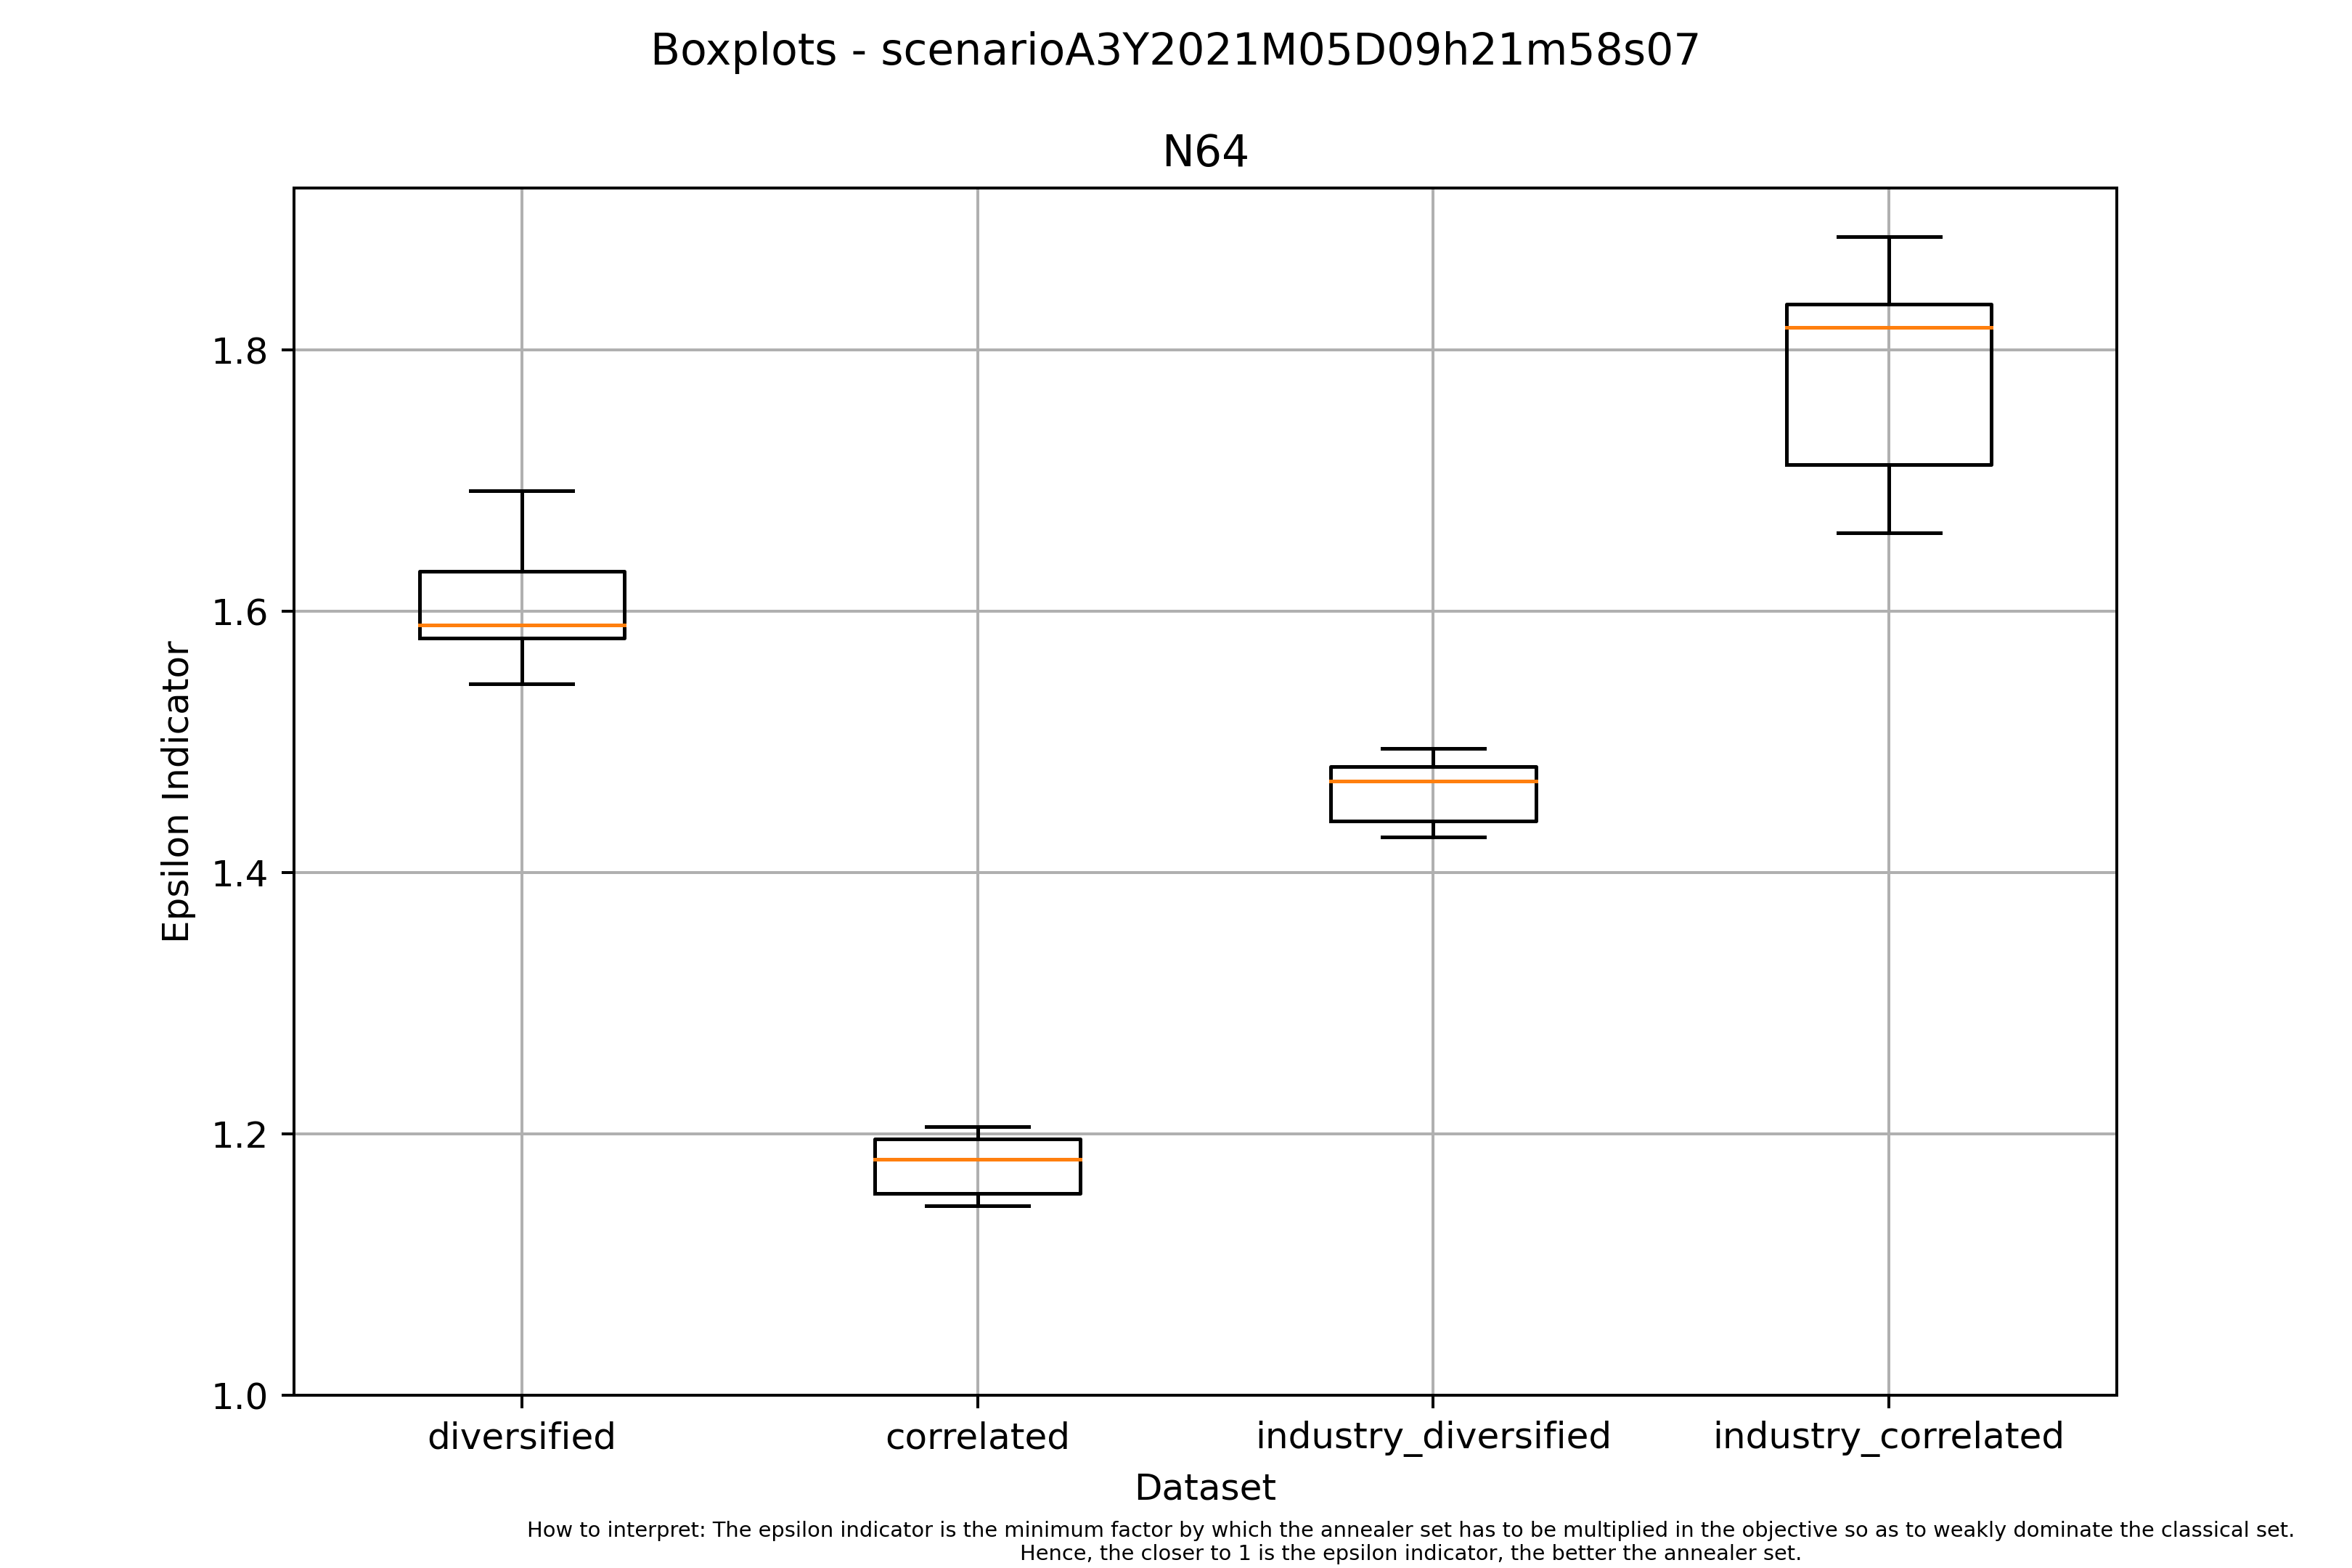 Boxplots - scenarioA3Y2021M05D09h21m58s07
N64
Epsilon Indicator
1.8
1.6
1.4
1.2
1.0
diversified correlated industry_diversified industry_correlated
Dataset
How to interpret: The epsilon indicator is the minimum factor by which the annealer set has to be multiplied in the objective so as to weakly dominate the classical set.
Hence, the closer to 1 is the epsilon indicator, the better the annealer set.